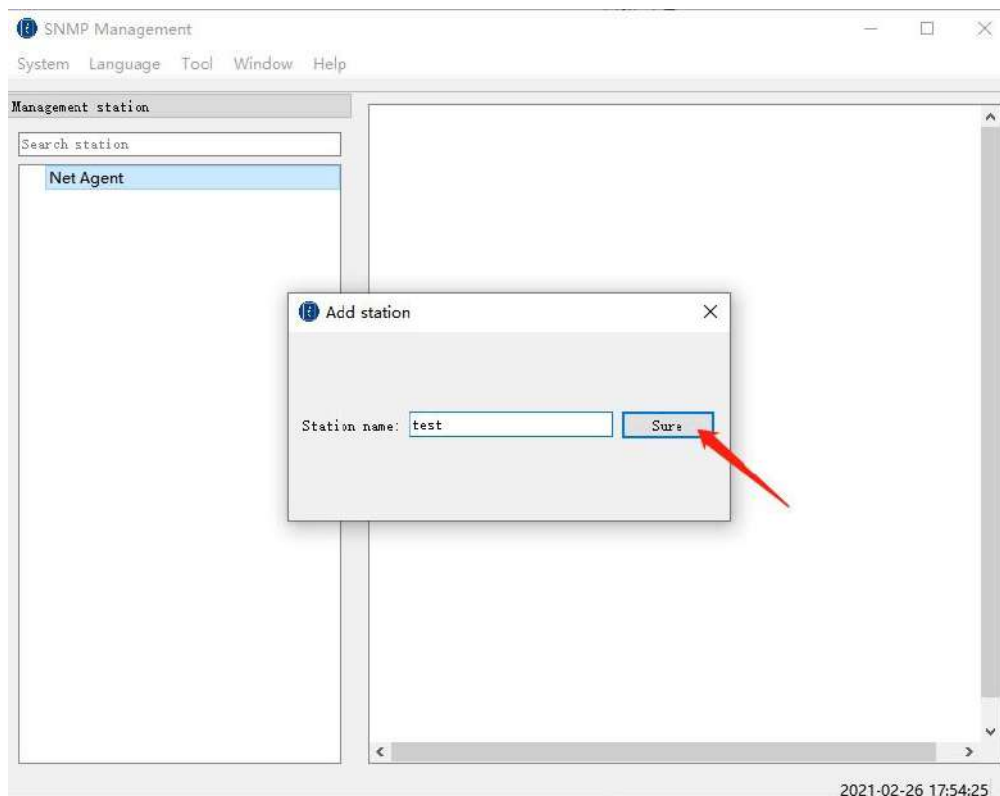 SNMP Management
System Language Tool Window Help
Management station
Search station
Net Agent
Add station
Station name: test Sure
2021-02-26 17:54:25